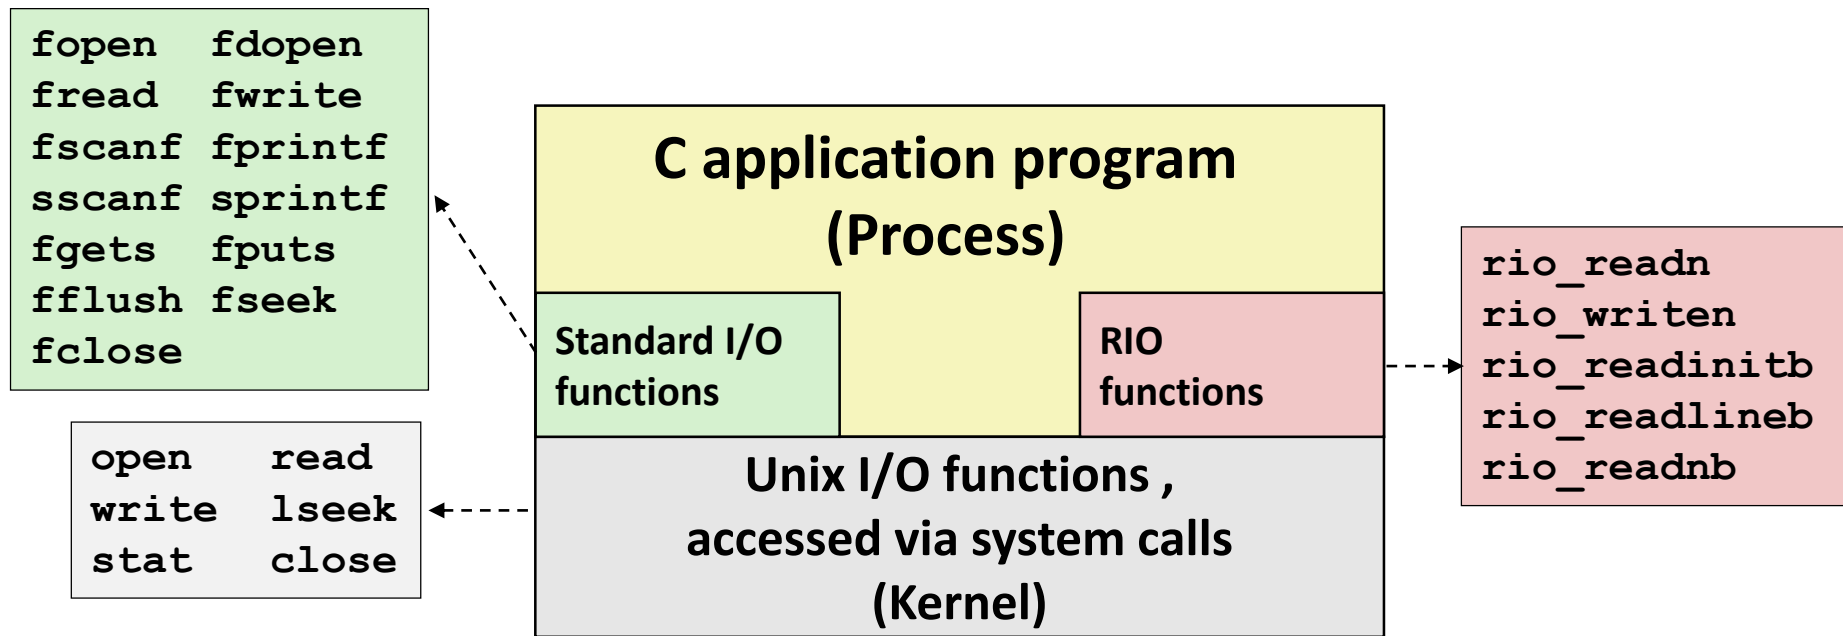 fopen fdopen
fread fwrite
fscanf fprintf
sscanf sprintf
fgets fputs
fflush fseek
fclose
open read
write lseek
stat close
C application program
(Process)
Standard I/O
functions
RIO
functions
Unix I/O functions ,
accessed via system calls
(Kernel)
rio_readn
rio_writen
rio_readinitb
rio_readlineb
rio_readnb